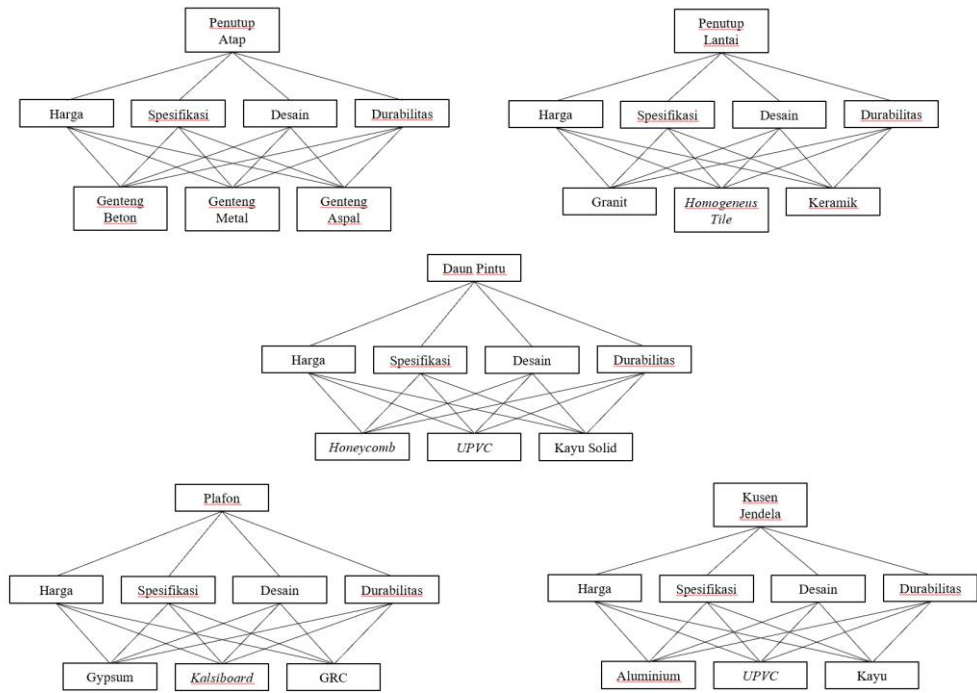 Penutup
Atap
Harga
Spesifikasi
Desain
Durabilitas
Genteng
Beton
Genteng
Metal
Genteng
Aspal
Penutup
Lantai
Harga
Spesifikasi
Desain
Durabilitas
Granit
Homogeneus
Tile
Keramik
Daun Pintu
Harga
Spesifikasi
Desain
Durabilitas
Honeycomb
UPVC
Kayu Solid
Plafon
Harga
Spesifikasi
Desain
Durabilitas
Gypsum
Kalsiboard
GRC
Kusen
Jendela
Harga
Spesifikasi
Desain
Durabilitas
Aluminium
UPVC
Kayu